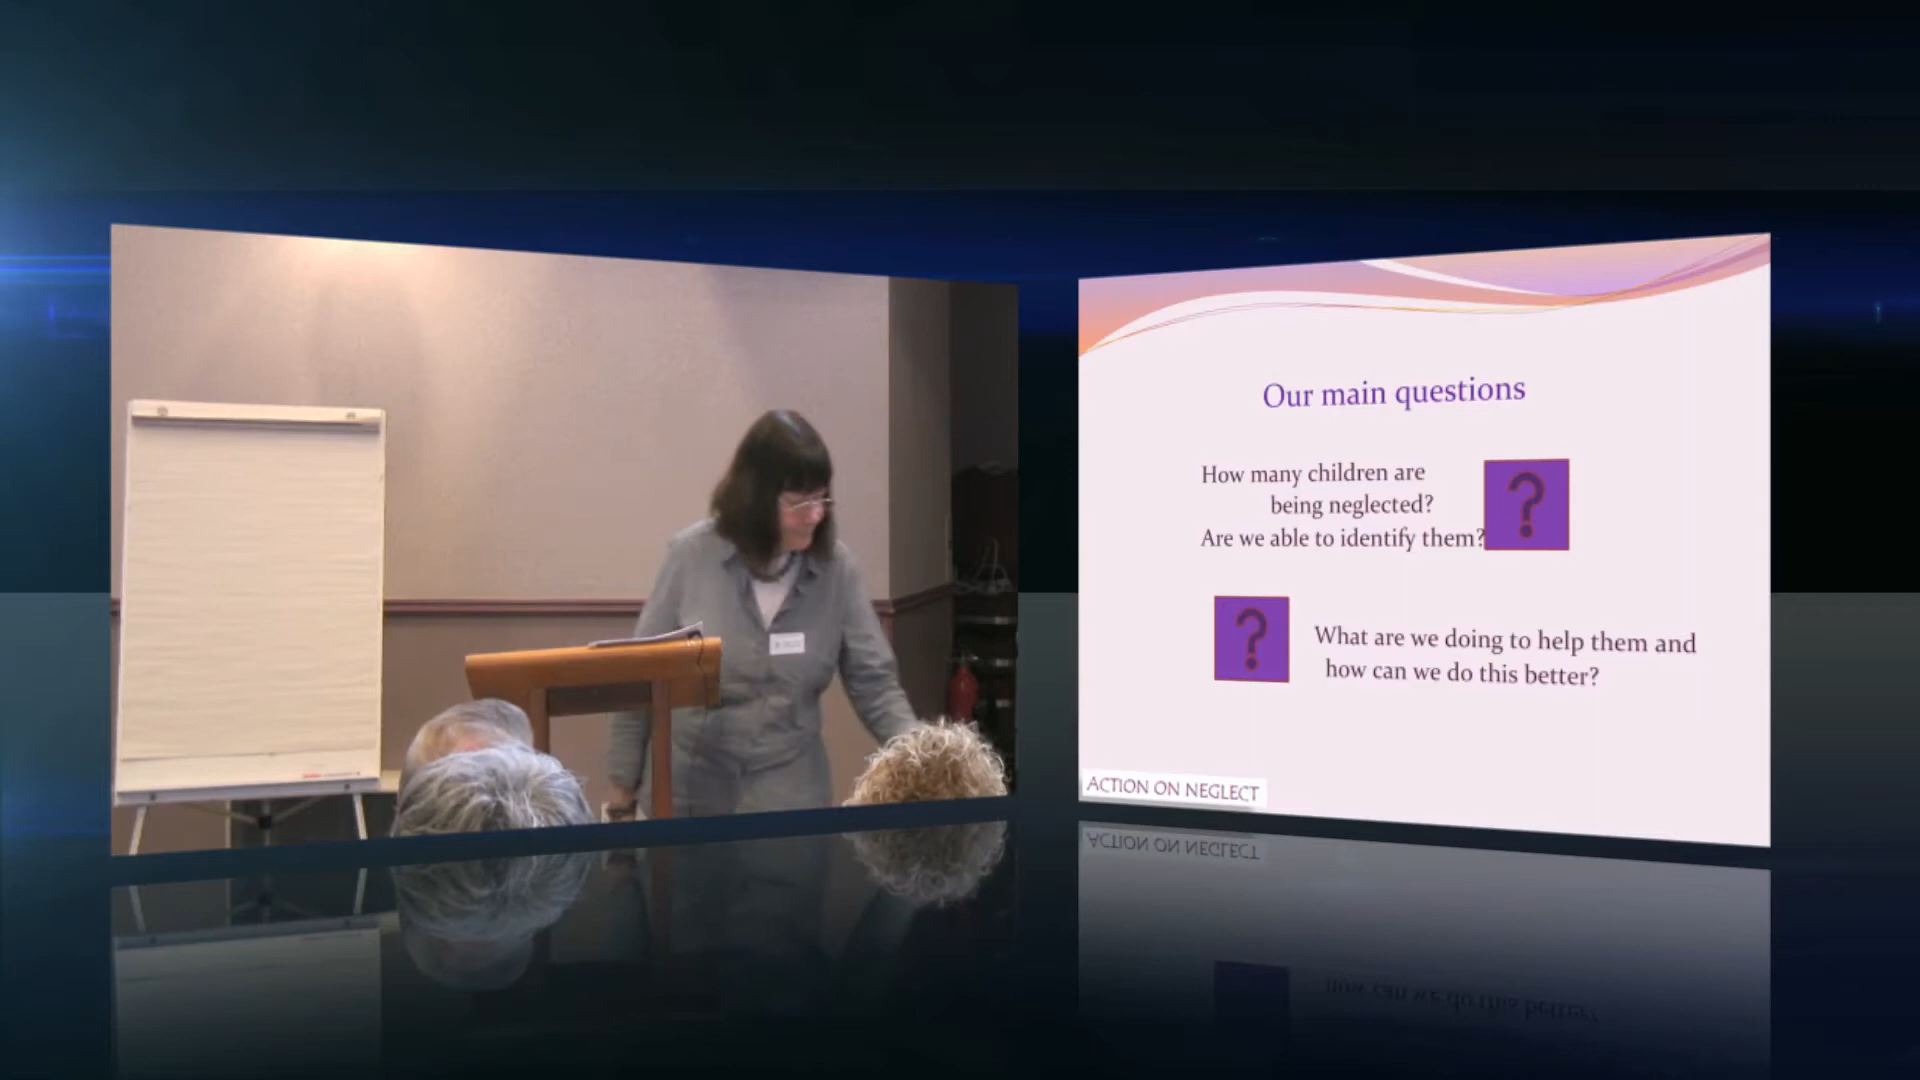 Our main questions
How many children are
being neglected?
Are we able to identify them?
What are we doing to help them and
how can we do this better?
ACTION ON NEGLECT